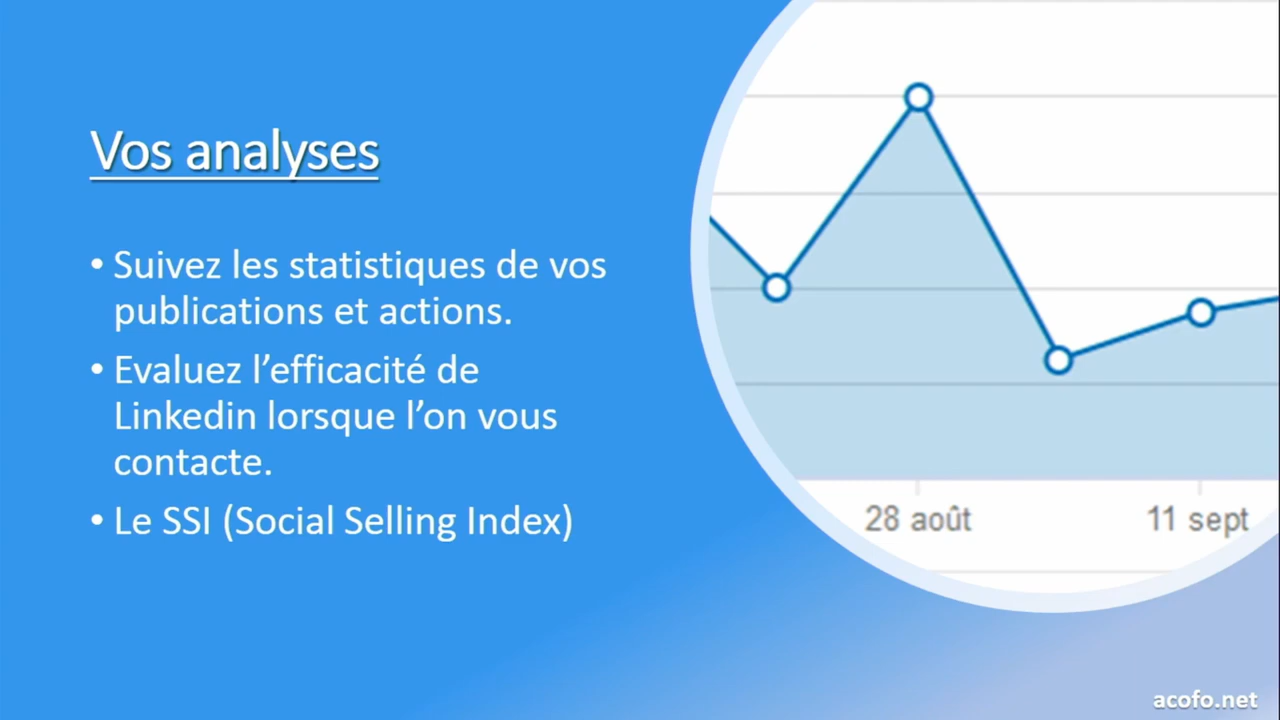 Vos analyses
• Suivez les statistiques de vos
publications et actions.
• Evaluez l’efficacité de
Linkedin lorsque l’on vous
contacte.
• Le SSI (Social Selling Index)
28 août
11 sept
acofo.net